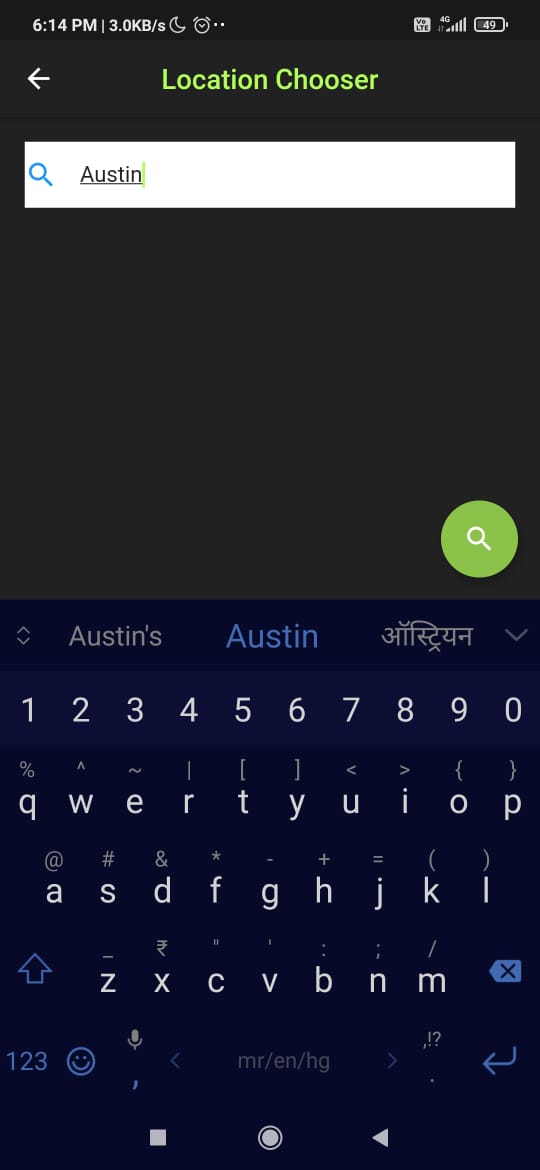 6:14 PM | 3.0KB/s Vo LTE 4G 49
Location Chooser
Austin
Austin's Austin ऑस्ट्रियन
1 2 3 4 5 6 7 8 9 0
% ^ ~ | [ ] < > { }
q w e r t y u i o p
@ # & * - + = ( )
a s d f g h j k l
_ ₹ " ' : ; /
z x c v b n m
,!?
123 , < mr/en/hg > .